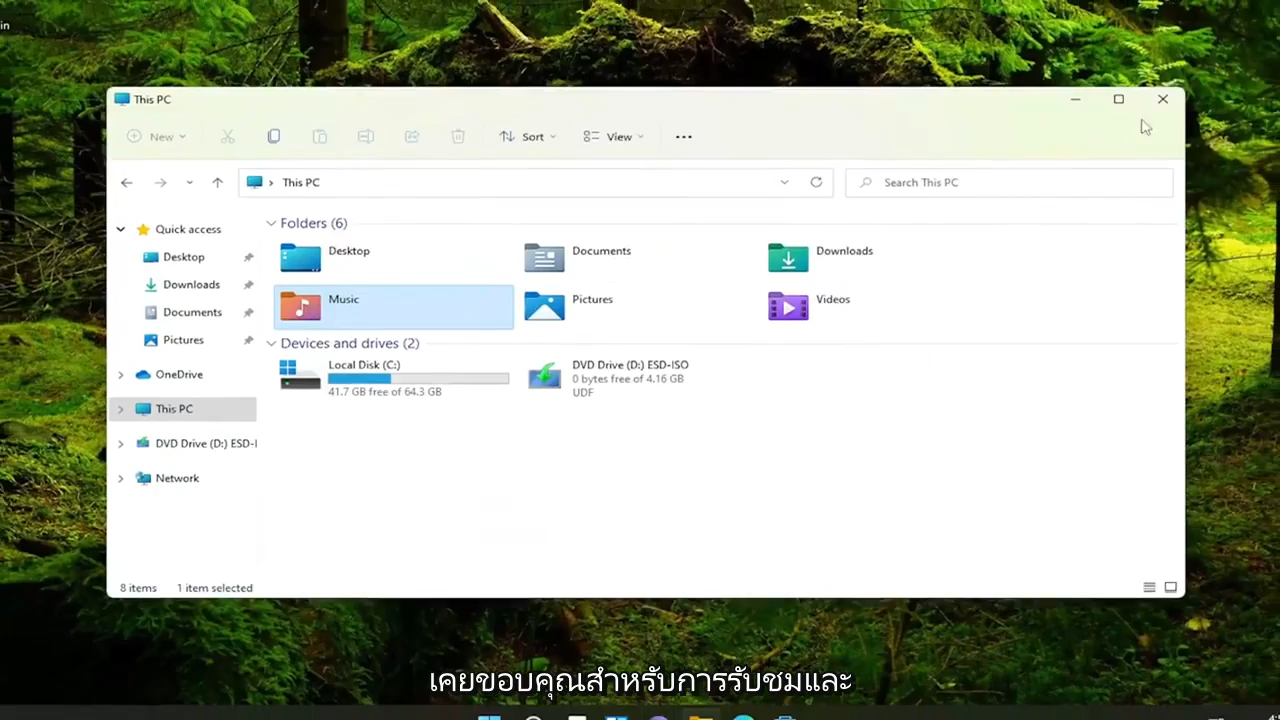 in
This PC
New
Sort
View
This PC
Search This PC
Quick access
Desktop
Downloads
Documents
Pictures
OneDrive
This PC
DVD Drive (D:) ESD-I
Network
Folders (6)
Desktop
Documents
Downloads
Music
Pictures
Videos
Devices and drives (2)
Local Disk (C:)
41.7 GB free of 64.3 GB
DVD Drive (D:) ESD-ISO
0 bytes free of 4.16 GB
UDF
8 items
1 item selected
เคยขอบคุณสำหรับการรับชมและ